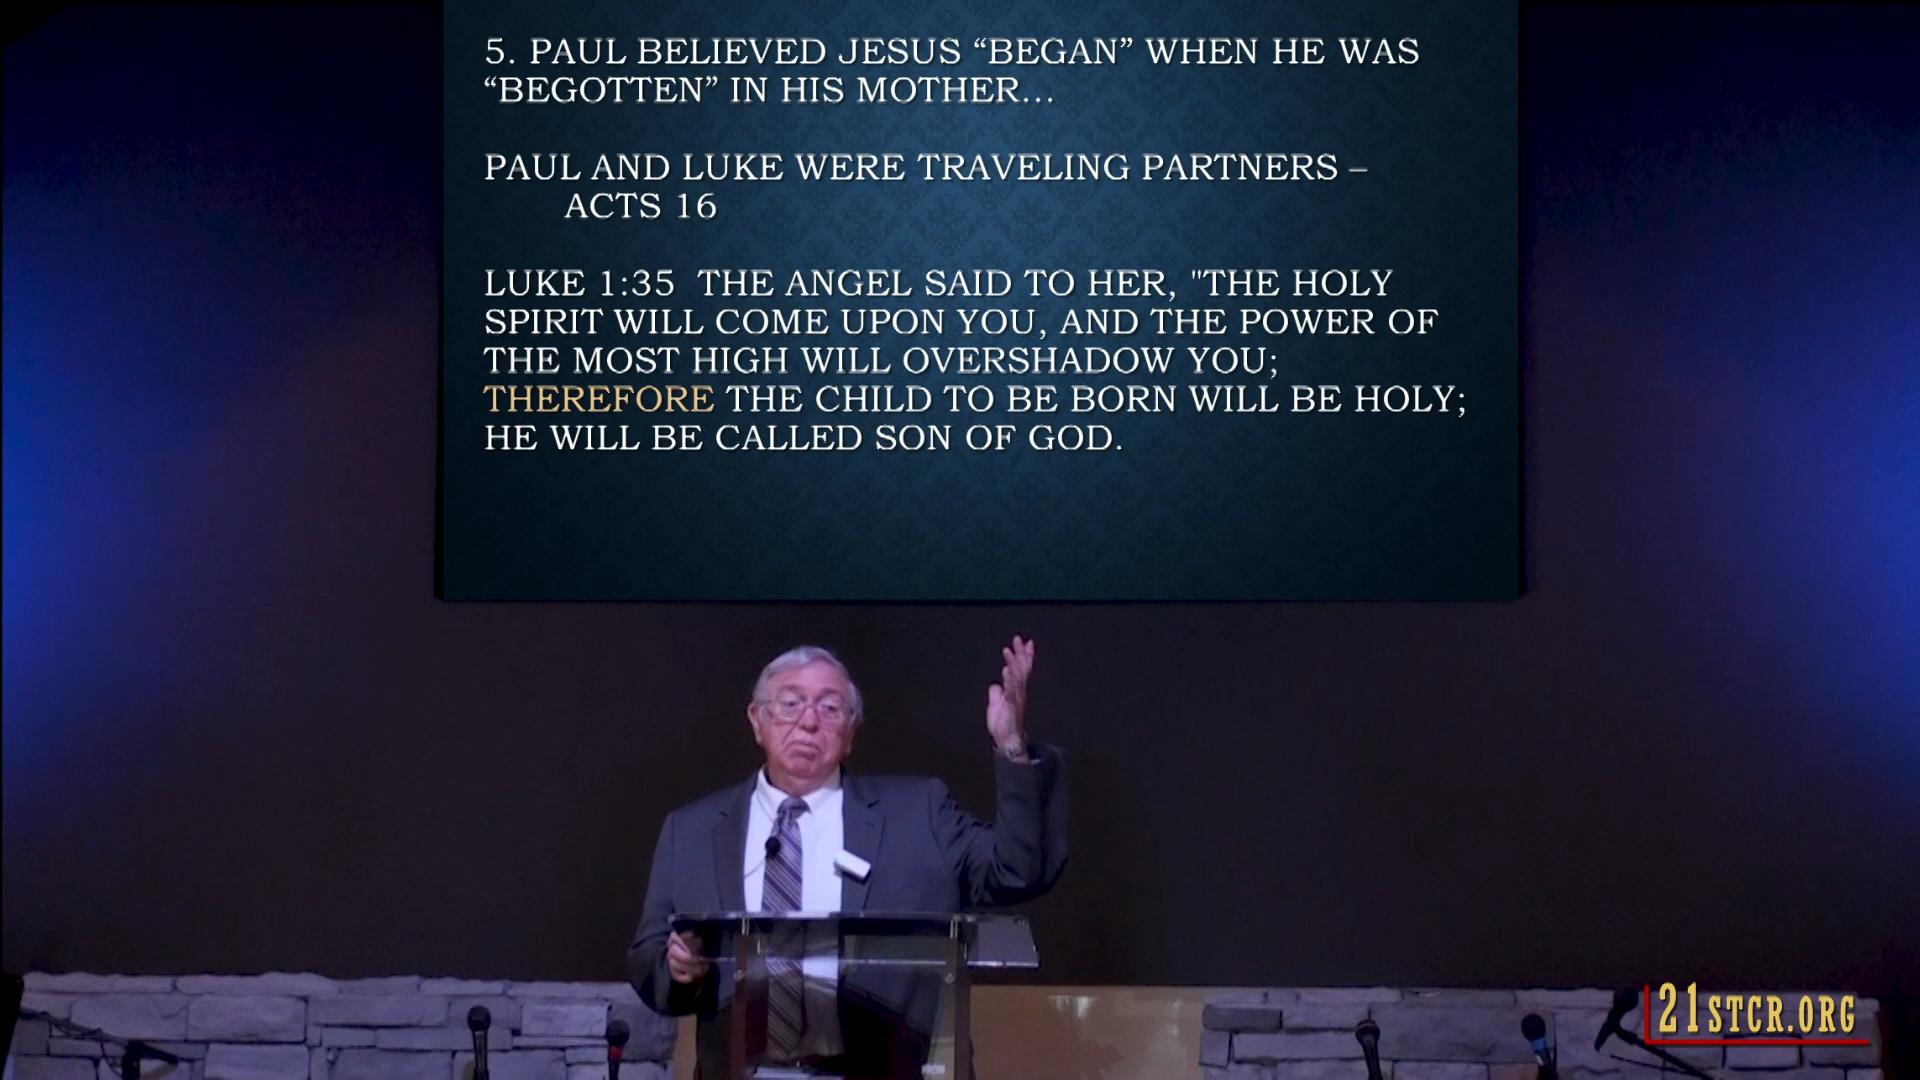 5. PAUL BELIEVED JESUS “BEGAN” WHEN HE WAS
“BEGOTTEN” IN HIS MOTHER…
PAUL AND LUKE WERE TRAVELING PARTNERS –
ACTS 16
LUKE 1:35 THE ANGEL SAID TO HER, "THE HOLY
SPIRIT WILL COME UPON YOU, AND THE POWER OF
THE MOST HIGH WILL OVERSHADOW YOU;
THEREFORE THE CHILD TO BE BORN WILL BE HOLY;
HE WILL BE CALLED SON OF GOD.
21STCR.ORG